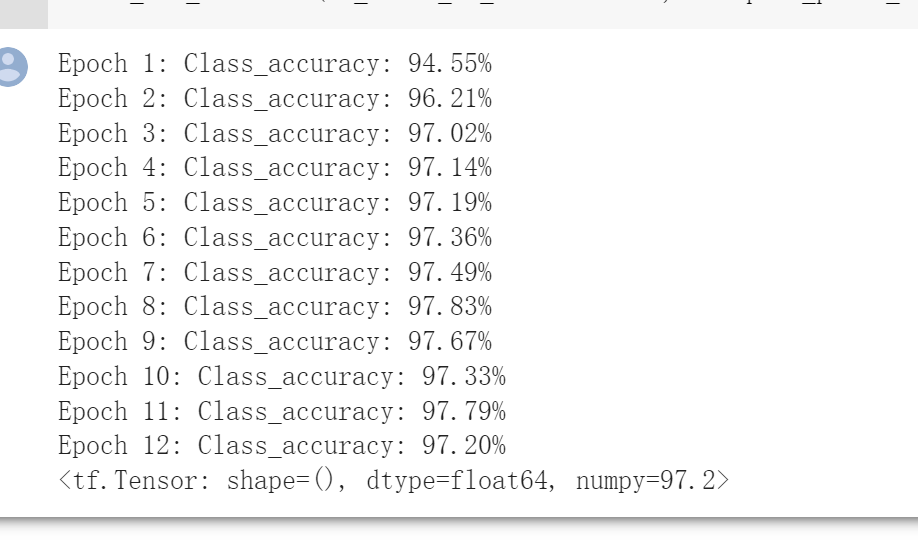 Epoch 1: Class_accuracy: 94.55%
Epoch 2: Class_accuracy: 96.21%
Epoch 3: Class_accuracy: 97.02%
Epoch 4: Class_accuracy: 97.14%
Epoch 5: Class_accuracy: 97.19%
Epoch 6: Class_accuracy: 97.36%
Epoch 7: Class_accuracy: 97.49%
Epoch 8: Class_accuracy: 97.83%
Epoch 9: Class_accuracy: 97.67%
Epoch 10: Class_accuracy: 97.33%
Epoch 11: Class_accuracy: 97.79%
Epoch 12: Class_accuracy: 97.20%
<tf.Tensor: shape=(), dtype=float64, numpy=97.2>